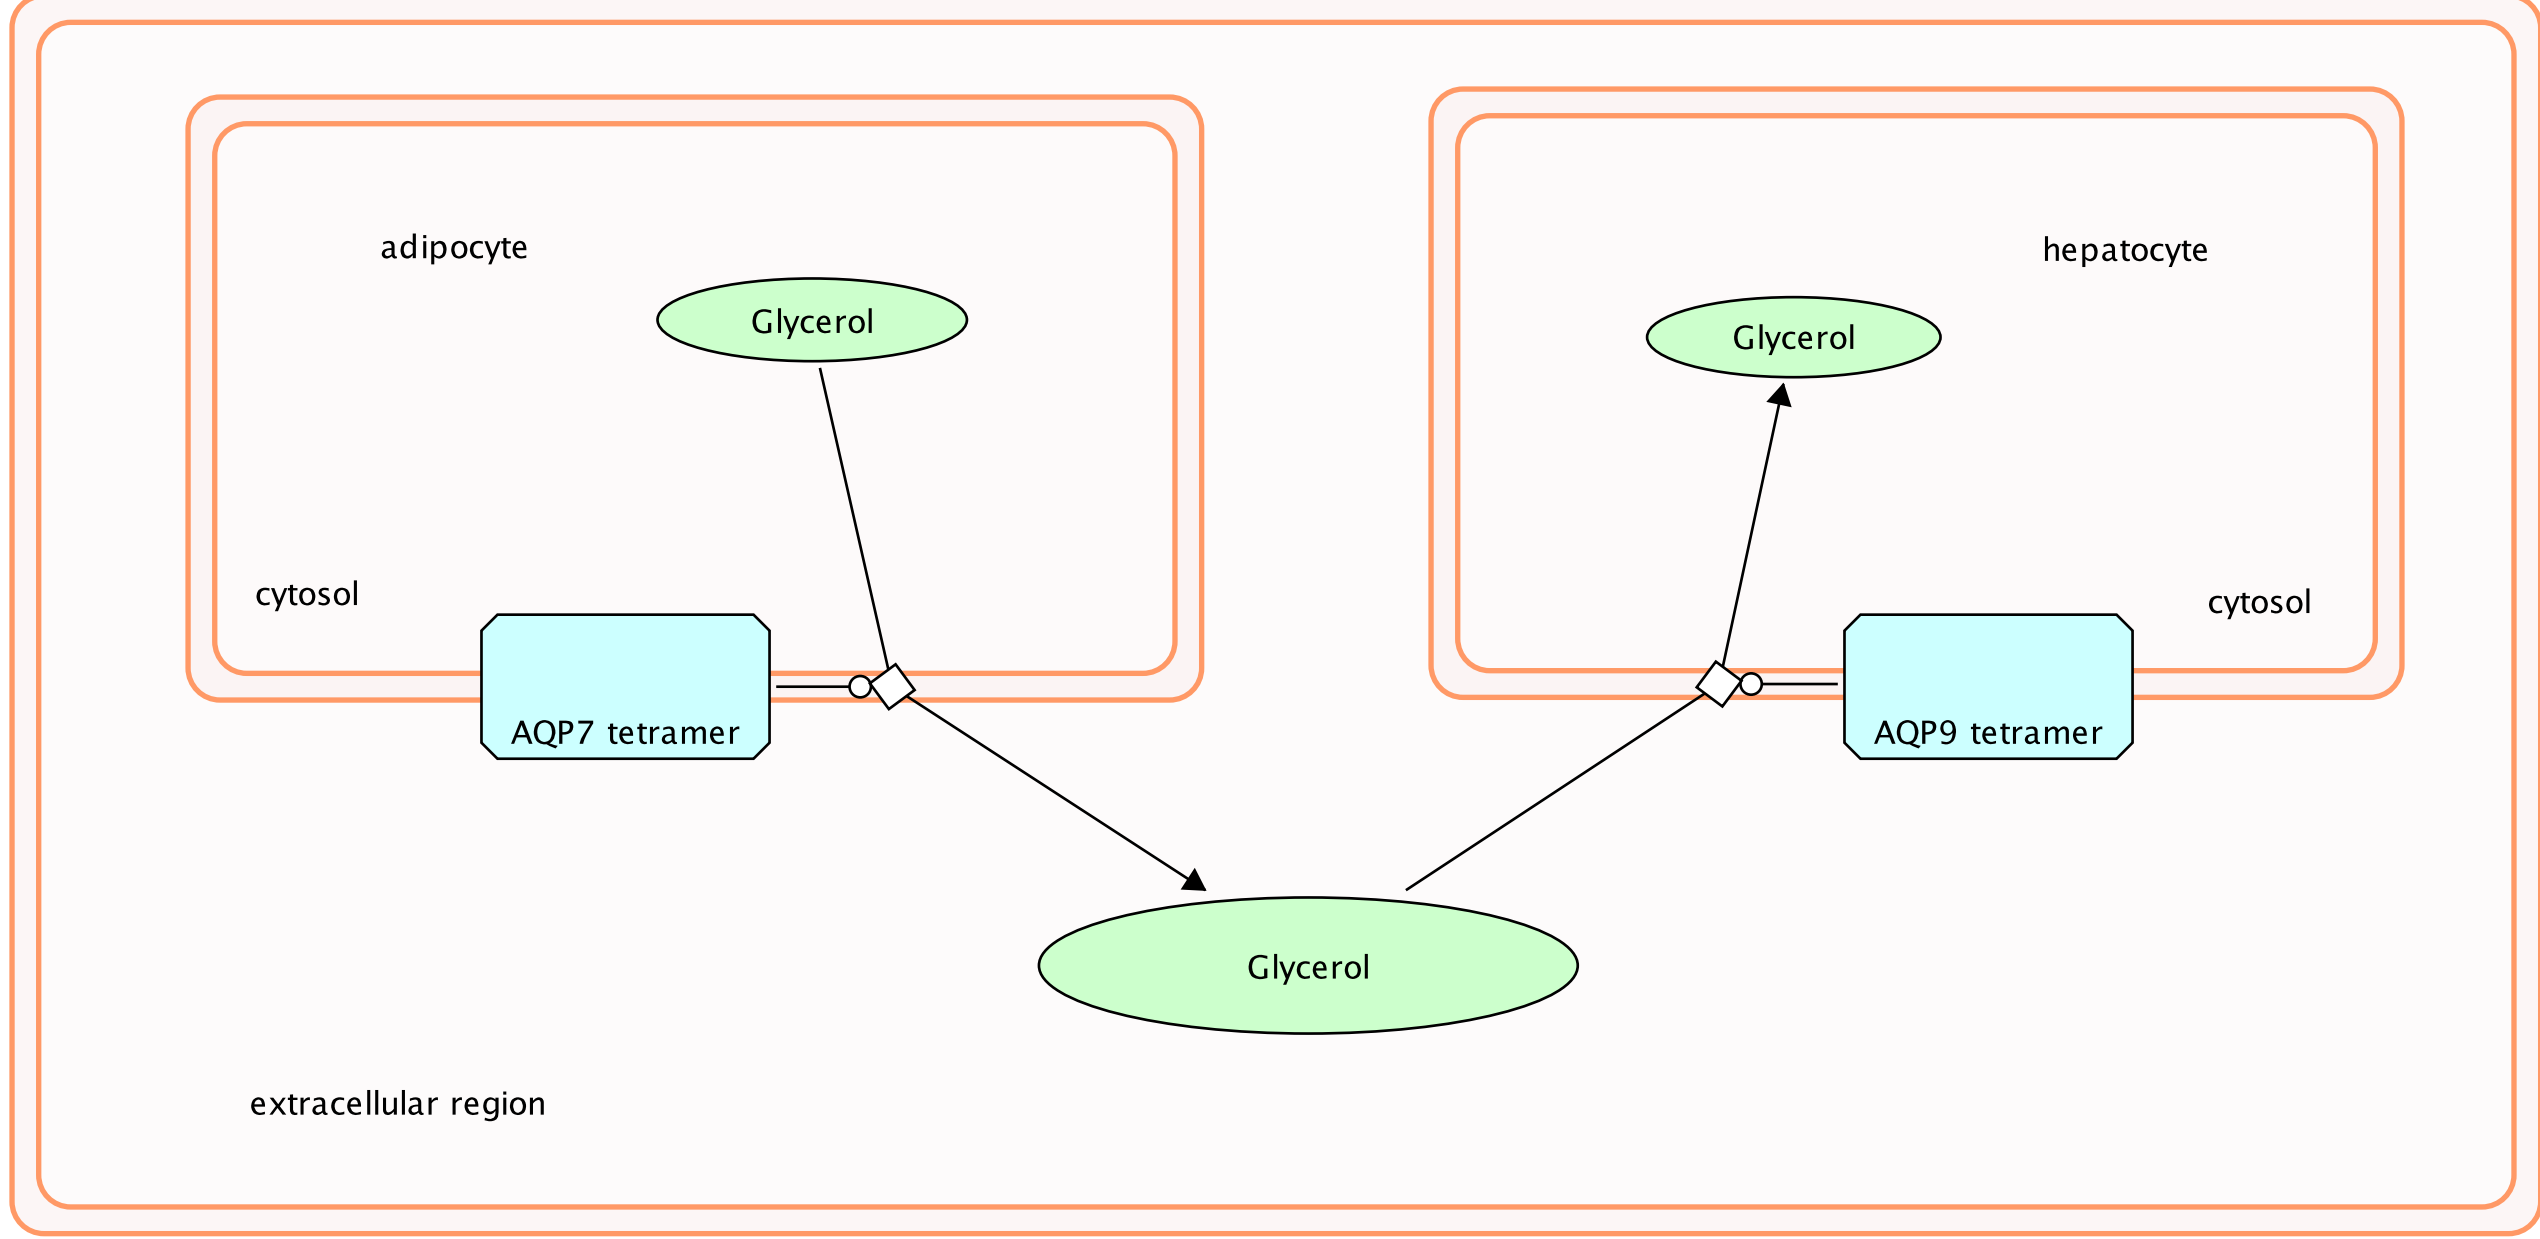 adipocyte
hepatocyte
Glycerol
Glycerol
cytosol
cytosol
AQP7 tetramer
AQP9 tetramer
Glycerol
extracellular region